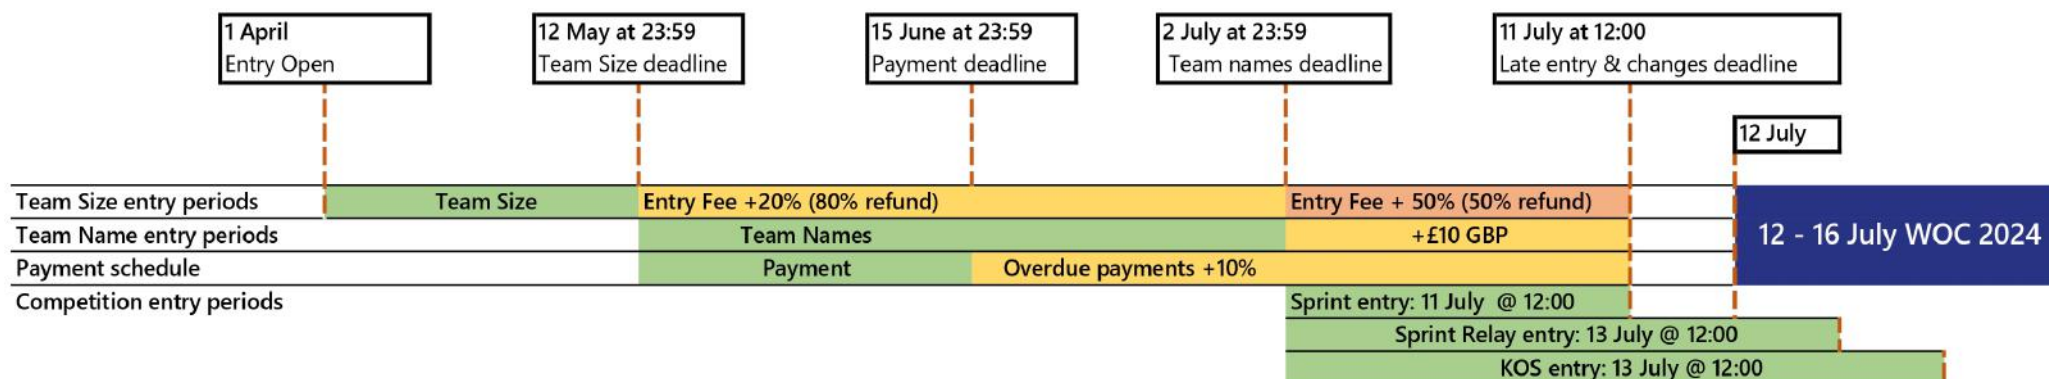 1 April
Entry Open
12 May at 23:59
Team Size deadline
15 June at 23:59
Payment deadline
2 July at 23:59
Team names deadline
11 July at 12:00
Late entry & changes deadline
12 July
Team Size entry periods
Team Size
Entry Fee +20% (80% refund)
Entry Fee + 50% (50% refund)
Team Name entry periods
Team Names
+£10 GBP
12 - 16 July WOC 2024
Payment schedule
Payment
Overdue payments +10%
Competition entry periods
Sprint entry: 11 July @ 12:00
Sprint Relay entry: 13 July @ 12:00
KOS entry: 13 July @ 12:00